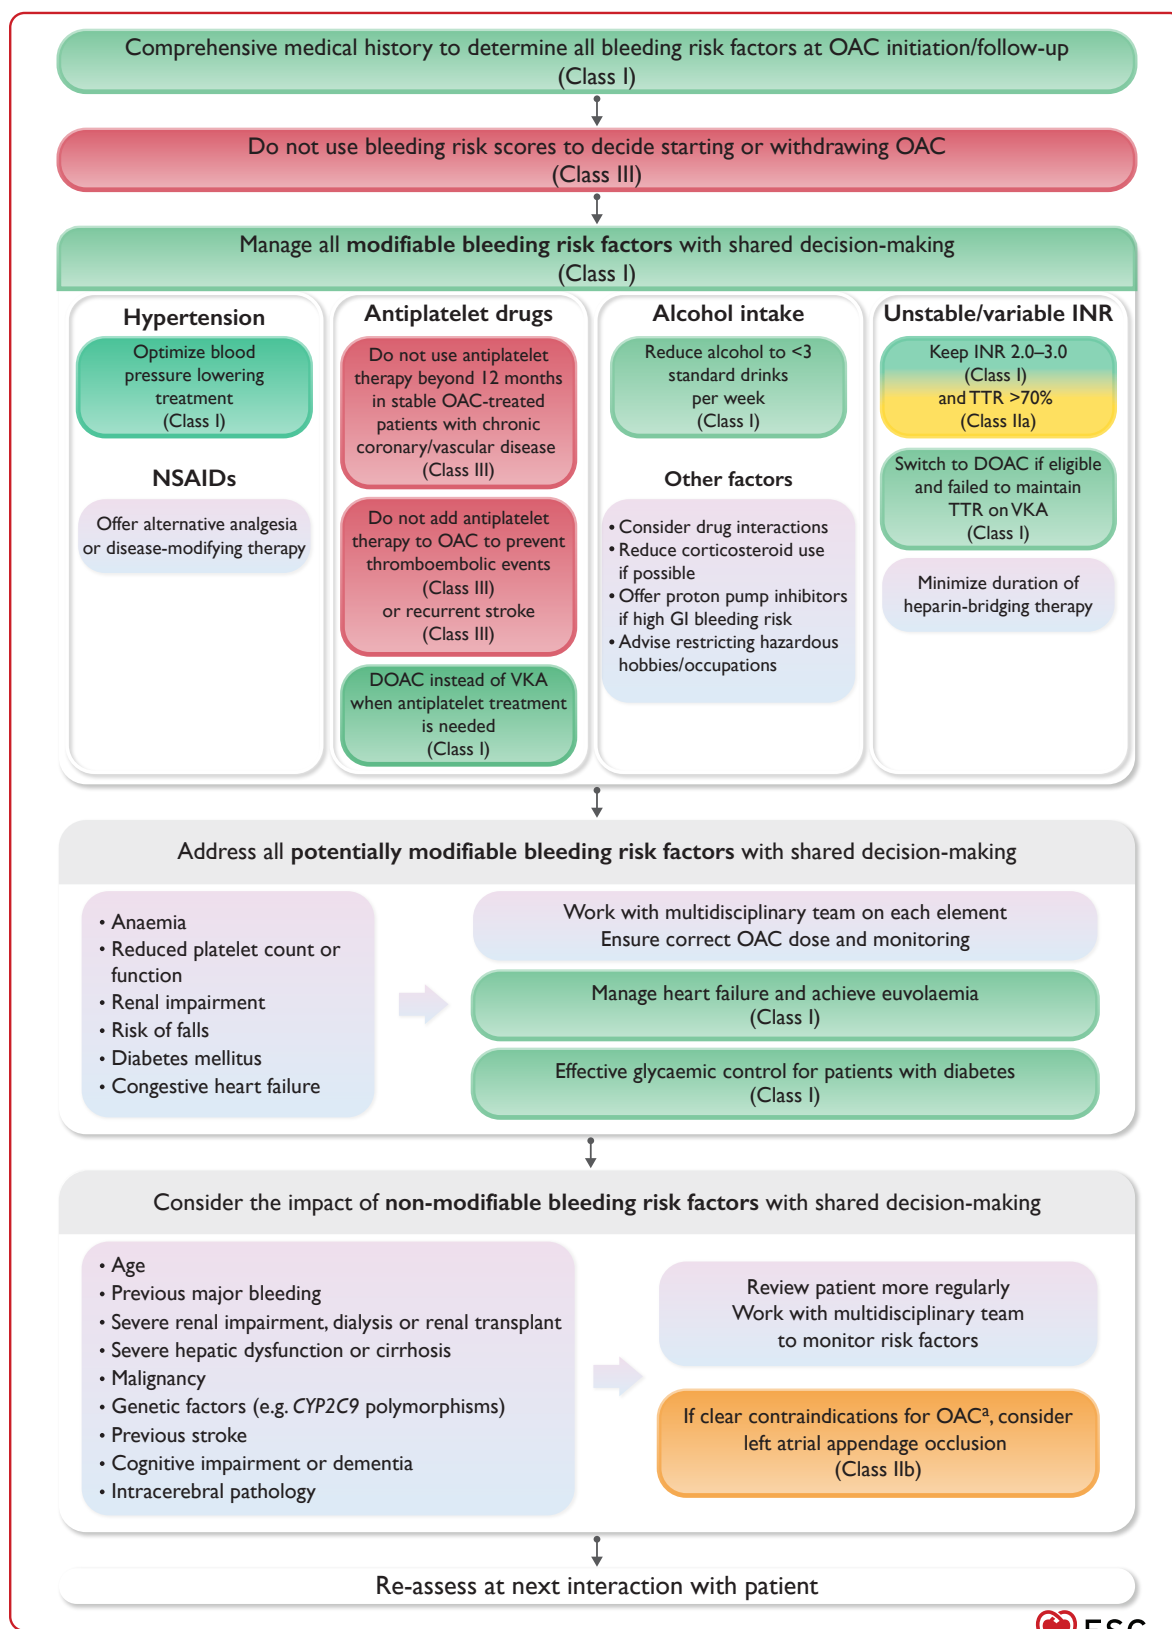 Comprehensive medical history to determine all bleeding risk factors at OAC initiation/follow-up
(Class I)
Do not use bleeding risk scores to decide starting or withdrawing OAC
(Class III)
Manage all modifiable bleeding risk factors with shared decision-making
(Class I)
Hypertension
Optimize blood
pressure lowering
treatment
(Class I)
NSAIDs
Offer alternative analgesia
or disease-modifying therapy
Antiplatelet drugs
Do not use antiplatelet
therapy beyond 12 months
in stable OAC-treated
patients with chronic
coronary/vascular disease
(Class III)
Do not add antiplatelet
therapy to OAC to prevent
thromboembolic events
(Class III)
or recurrent stroke
(Class III)
DOAC instead of VKA
when antiplatelet treatment
is needed
(Class I)
Alcohol intake
Reduce alcohol to <3
standard drinks
per week
(Class I)
Other factors
• Consider drug interactions
• Reduce corticosteroid use
if possible
• Offer proton pump inhibitors
if high GI bleeding risk
• Advise restricting hazardous
hobbies/occupations
Unstable/variable INR
Keep INR 2.0–3.0
(Class I)
and TTR >70%
(Class IIa)
Switch to DOAC if eligible
and failed to maintain
TTR on VKA
(Class I)
Minimize duration of
heparin-bridging therapy
Address all potentially modifiable bleeding risk factors with shared decision-making
• Anaemia
• Reduced platelet count or
function
• Renal impairment
• Risk of falls
• Diabetes mellitus
• Congestive heart failure
Work with multidisciplinary team on each element
Ensure correct OAC dose and monitoring
Manage heart failure and achieve euvolaemia
(Class I)
Effective glycaemic control for patients with diabetes
(Class I)
Consider the impact of non-modifiable bleeding risk factors with shared decision-making
• Age
• Previous major bleeding
• Severe renal impairment, dialysis or renal transplant
• Severe hepatic dysfunction or cirrhosis
• Malignancy
• Genetic factors (e.g. CYP2C9 polymorphisms)
• Previous stroke
• Cognitive impairment or dementia
• Intracerebral pathology
Review patient more regularly
Work with multidisciplinary team
to monitor risk factors
If clear contraindications for OACᵃ, consider
left atrial appendage occlusion
(Class IIb)
Re-assess at next interaction with patient
ESC